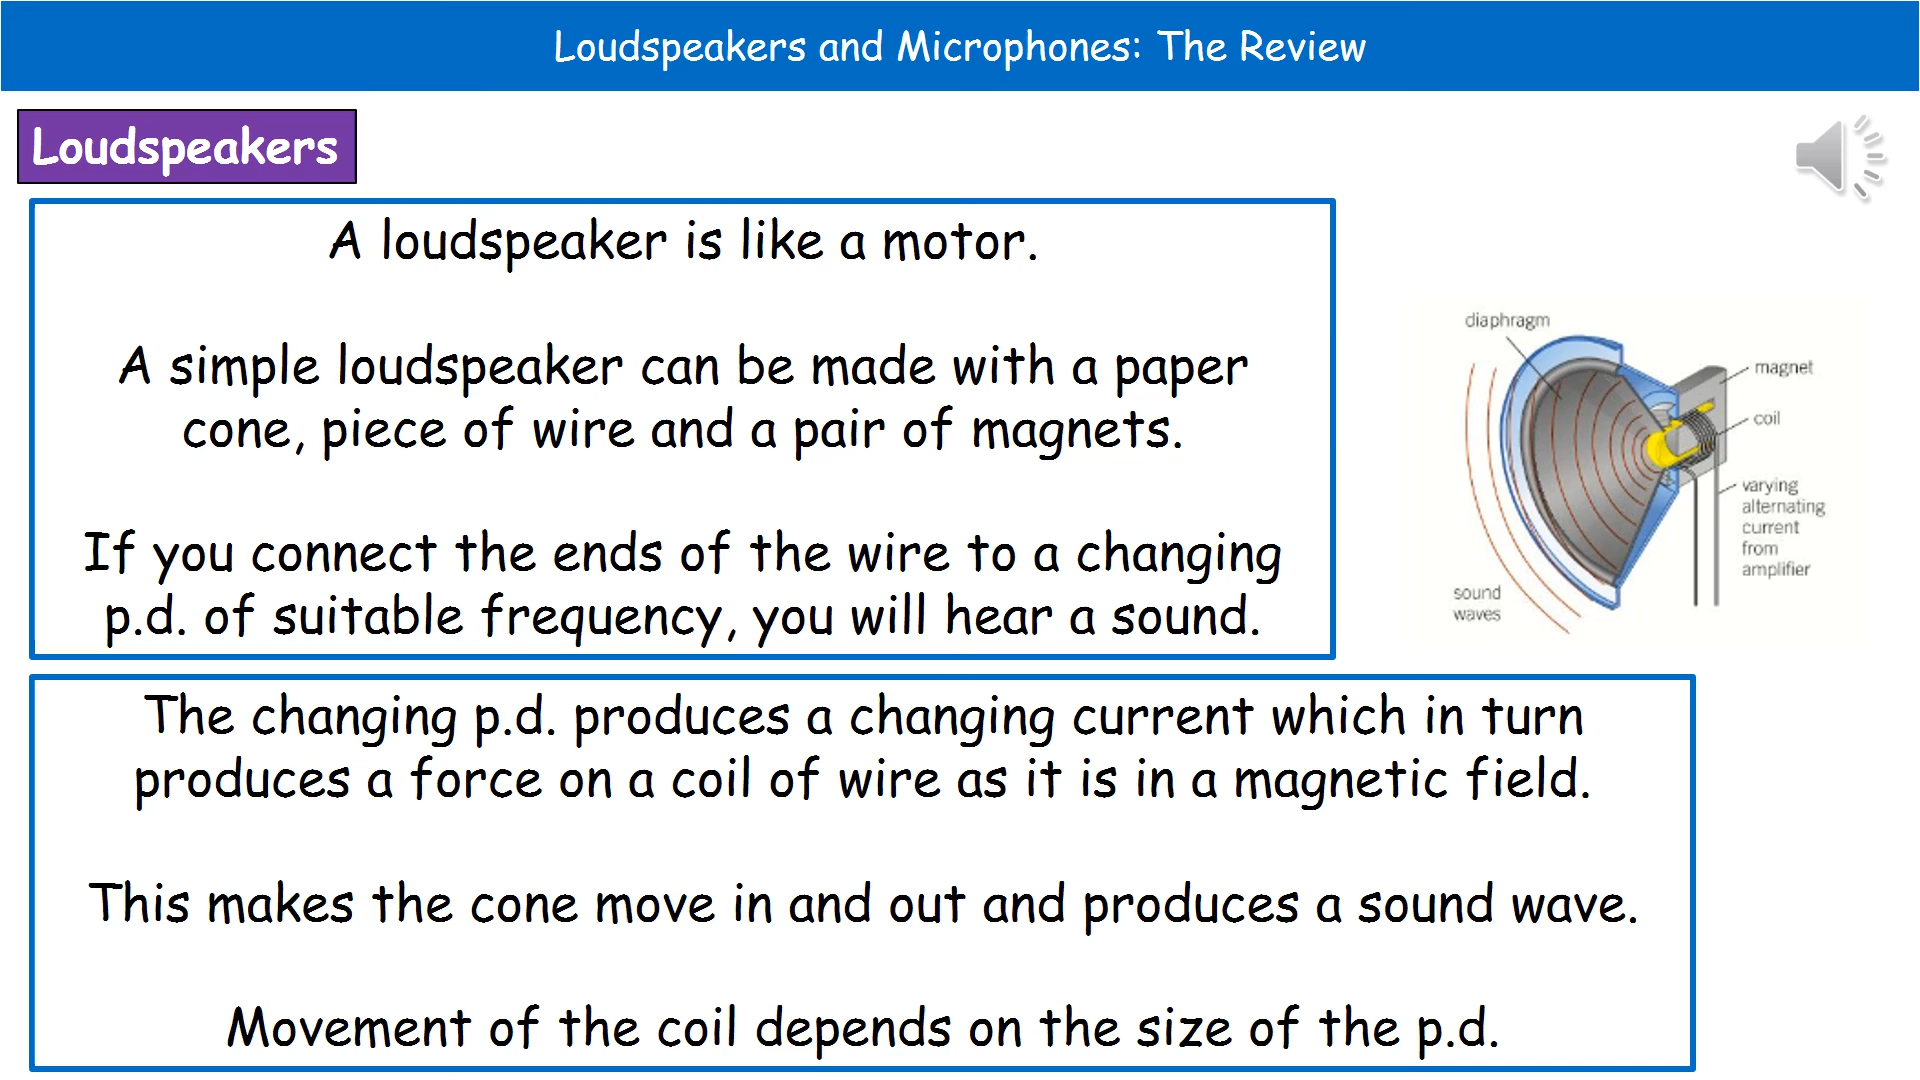 Loudspeakers and Microphones: The Review
Loudspeakers
A loudspeaker is like a motor.
A simple loudspeaker can be made with a paper
cone, piece of wire and a pair of magnets.
If you connect the ends of the wire to a changing
p.d. of suitable frequency, you will hear a sound.
diaphragm
magnet
coil
varying
alternating
current
from
amplifier
sound
waves
The changing p.d. produces a changing current which in turn
produces a force on a coil of wire as it is in a magnetic field.
This makes the cone move in and out and produces a sound wave.
Movement of the coil depends on the size of the p.d.